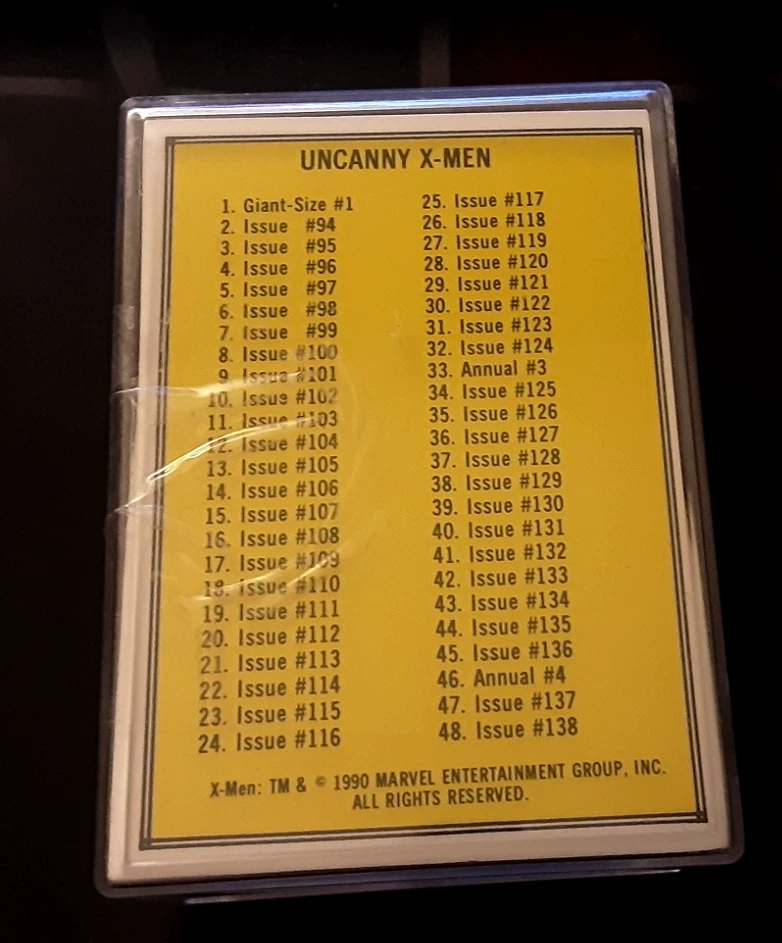 UNCANNY X-MEN
1. Giant-Size #1
2. Issue #94
3. Issue #95
4. Issue #96
5. Issue #97
6. Issue #98
7. Issue #99
8. Issue #100
9. Issue #101
10. Issue #102
11. Issue #103
12. Issue #104
13. Issue #105
14. Issue #106
15. Issue #107
16. Issue #108
17. Issue #109
18. Issue #110
19. Issue #111
20. Issue #112
21. Issue #113
22. Issue #114
23. Issue #115
24. Issue #116
25. Issue #117
26. Issue #118
27. Issue #119
28. Issue #120
29. Issue #121
30. Issue #122
31. Issue #123
32. Issue #124
33. Annual #3
34. Issue #125
35. Issue #126
36. Issue #127
37. Issue #128
38. Issue #129
39. Issue #130
40. Issue #131
41. Issue #132
42. Issue #133
43. Issue #134
44. Issue #135
45. Issue #136
46. Annual #4
47. Issue #137
48. Issue #138
X-Men: TM & © 1990 MARVEL ENTERTAINMENT GROUP, INC.
ALL RIGHTS RESERVED.